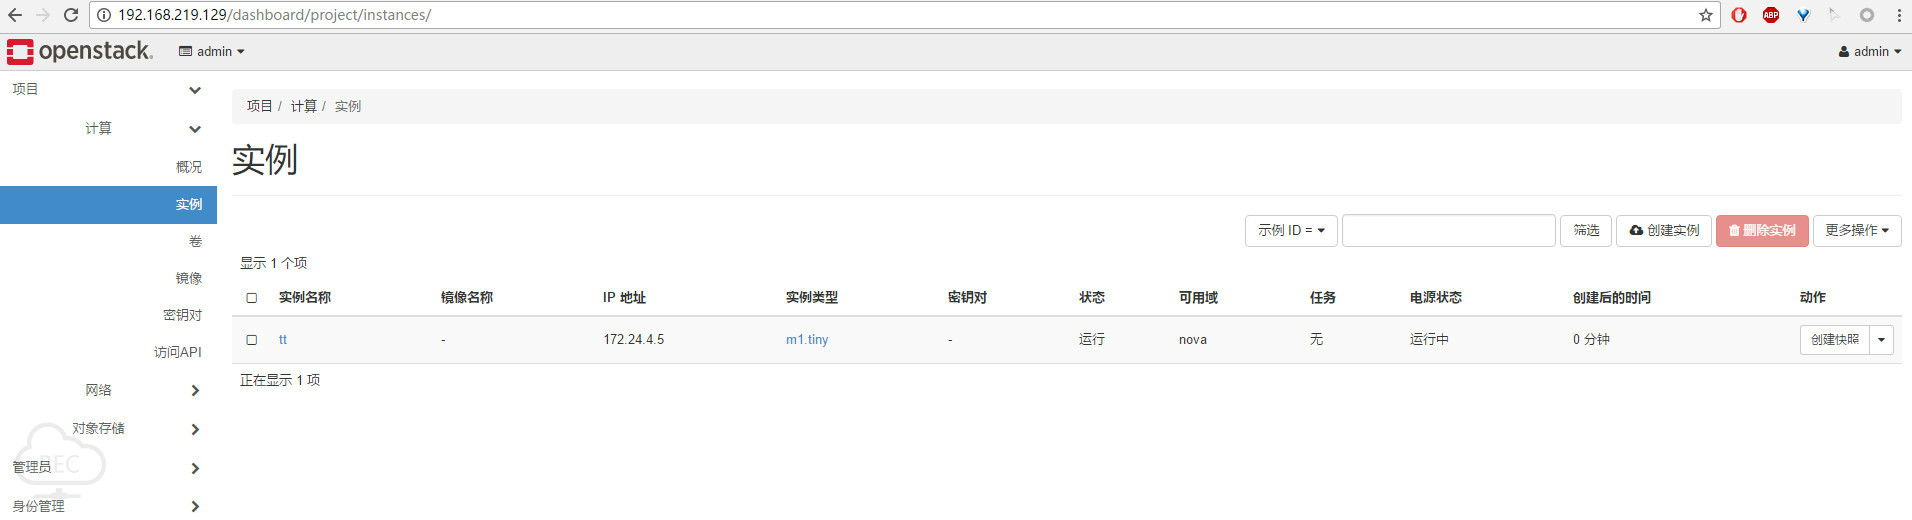 192.168.219.129/dashboard/project/instances/
ABP
openstack.
admin
admin
项目
计算
概况
实例
卷
镜像
密钥对
访问API
网络
对象存储
管理员
身份管理
项目 / 计算 / 实例
实例
示例 ID = 筛选 创建实例 删除实例 更多操作
显示 1 个项
实例名称 镜像名称 IP 地址 实例类型 密钥对 状态 可用域 任务 电源状态 创建后的时间 动作
tt - 172.24.4.5 m1.tiny - 运行 nova 无 运行中 0 分钟 创建快照
正在显示 1 项